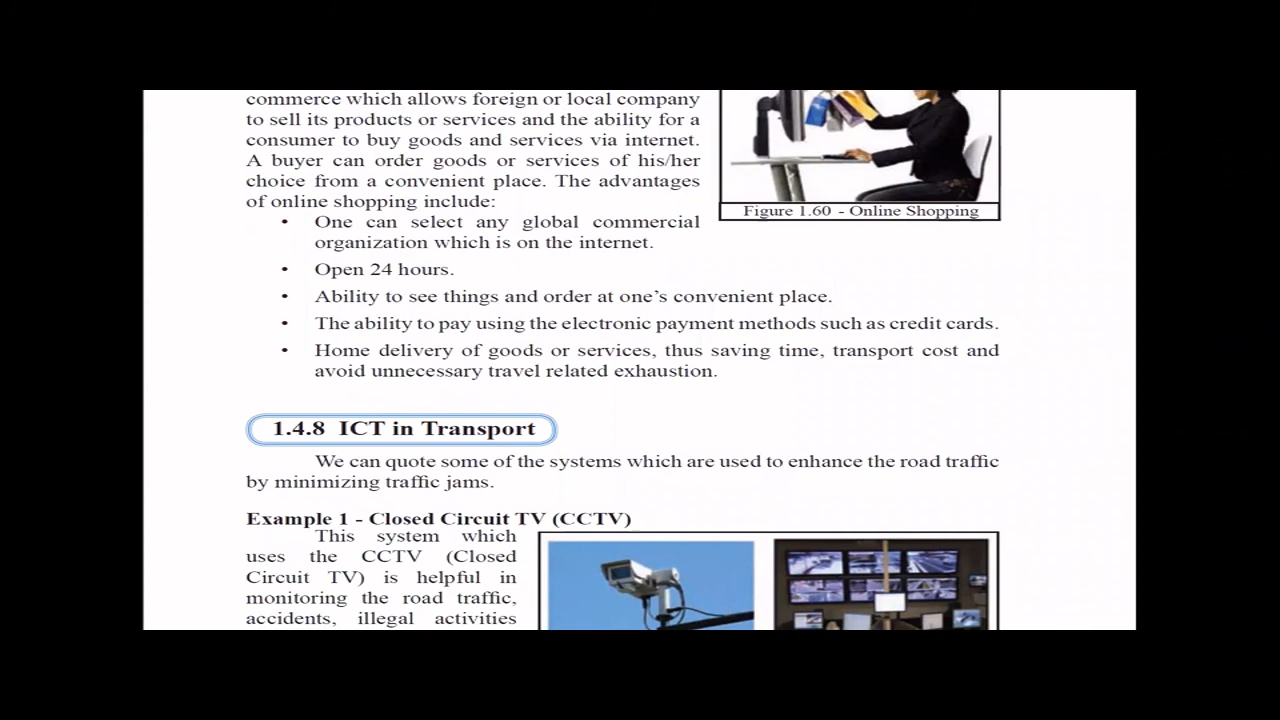 commerce which allows foreign or local company
to sell its products or services and the ability for a
consumer to buy goods and services via internet.
A buyer can order goods or services of his/her
choice from a convenient place. The advantages
of online shopping include:
Figure 1.60 - Online Shopping
• One can select any global commercial
organization which is on the internet.
• Open 24 hours.
• Ability to see things and order at one’s convenient place.
• The ability to pay using the electronic payment methods such as credit cards.
• Home delivery of goods or services, thus saving time, transport cost and
avoid unnecessary travel related exhaustion.
1.4.8 ICT in Transport
We can quote some of the systems which are used to enhance the road traffic
by minimizing traffic jams.
Example 1 - Closed Circuit TV (CCTV)
This system which
uses the CCTV (Closed
Circuit TV) is helpful in
monitoring the road traffic,
accidents, illegal activities